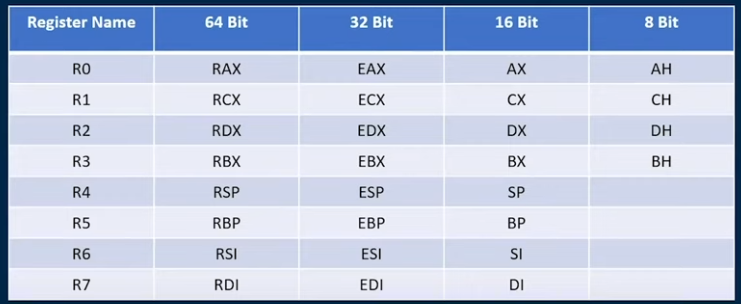 Register Name 64 Bit 32 Bit 16 Bit 8 Bit
R0 RAX EAX AX AH
R1 RCX ECX CX CH
R2 RDX EDX DX DH
R3 RBX EBX BX BH
R4 RSP ESP SP
R5 RBP EBP BP
R6 RSI ESI SI
R7 RDI EDI DI